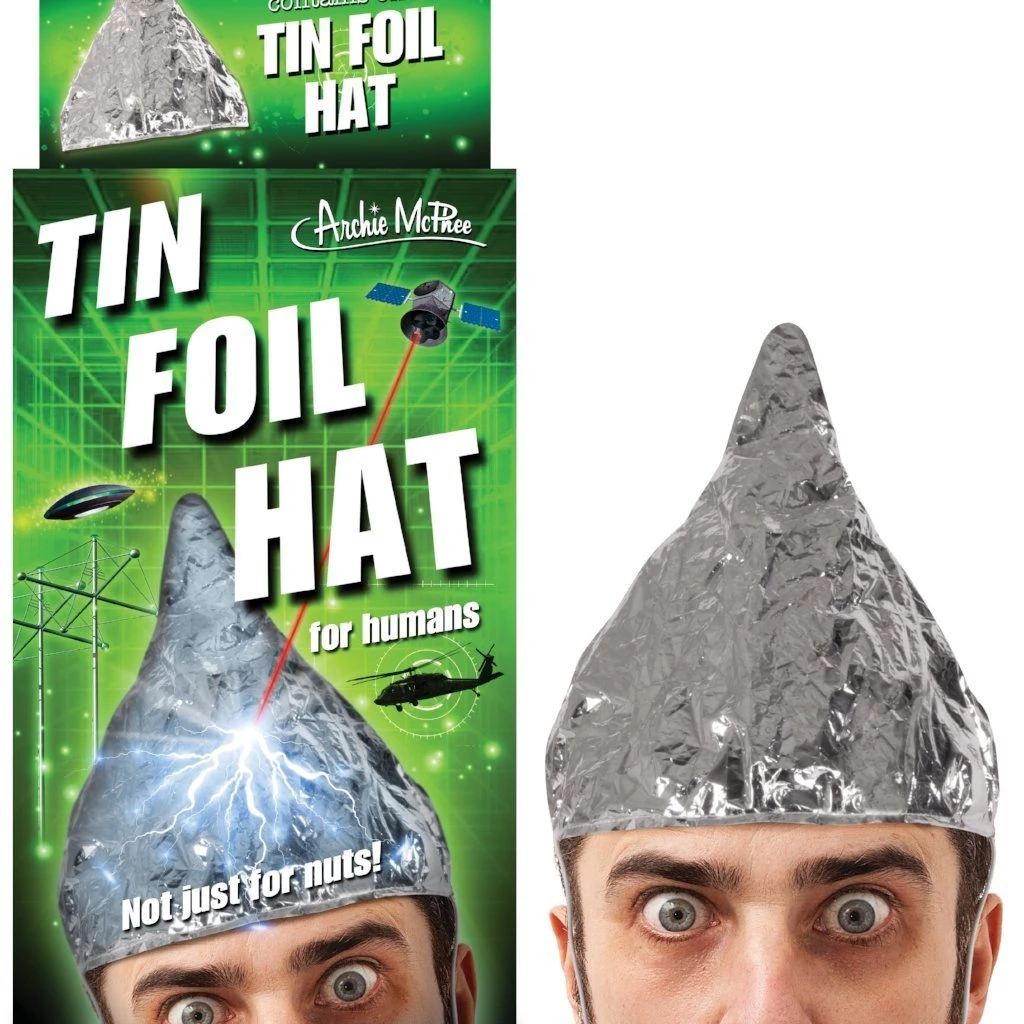 TIN FOIL
HAT
Archie McPhee
TIN
FOIL
HAT
for humans
Not just for nuts!